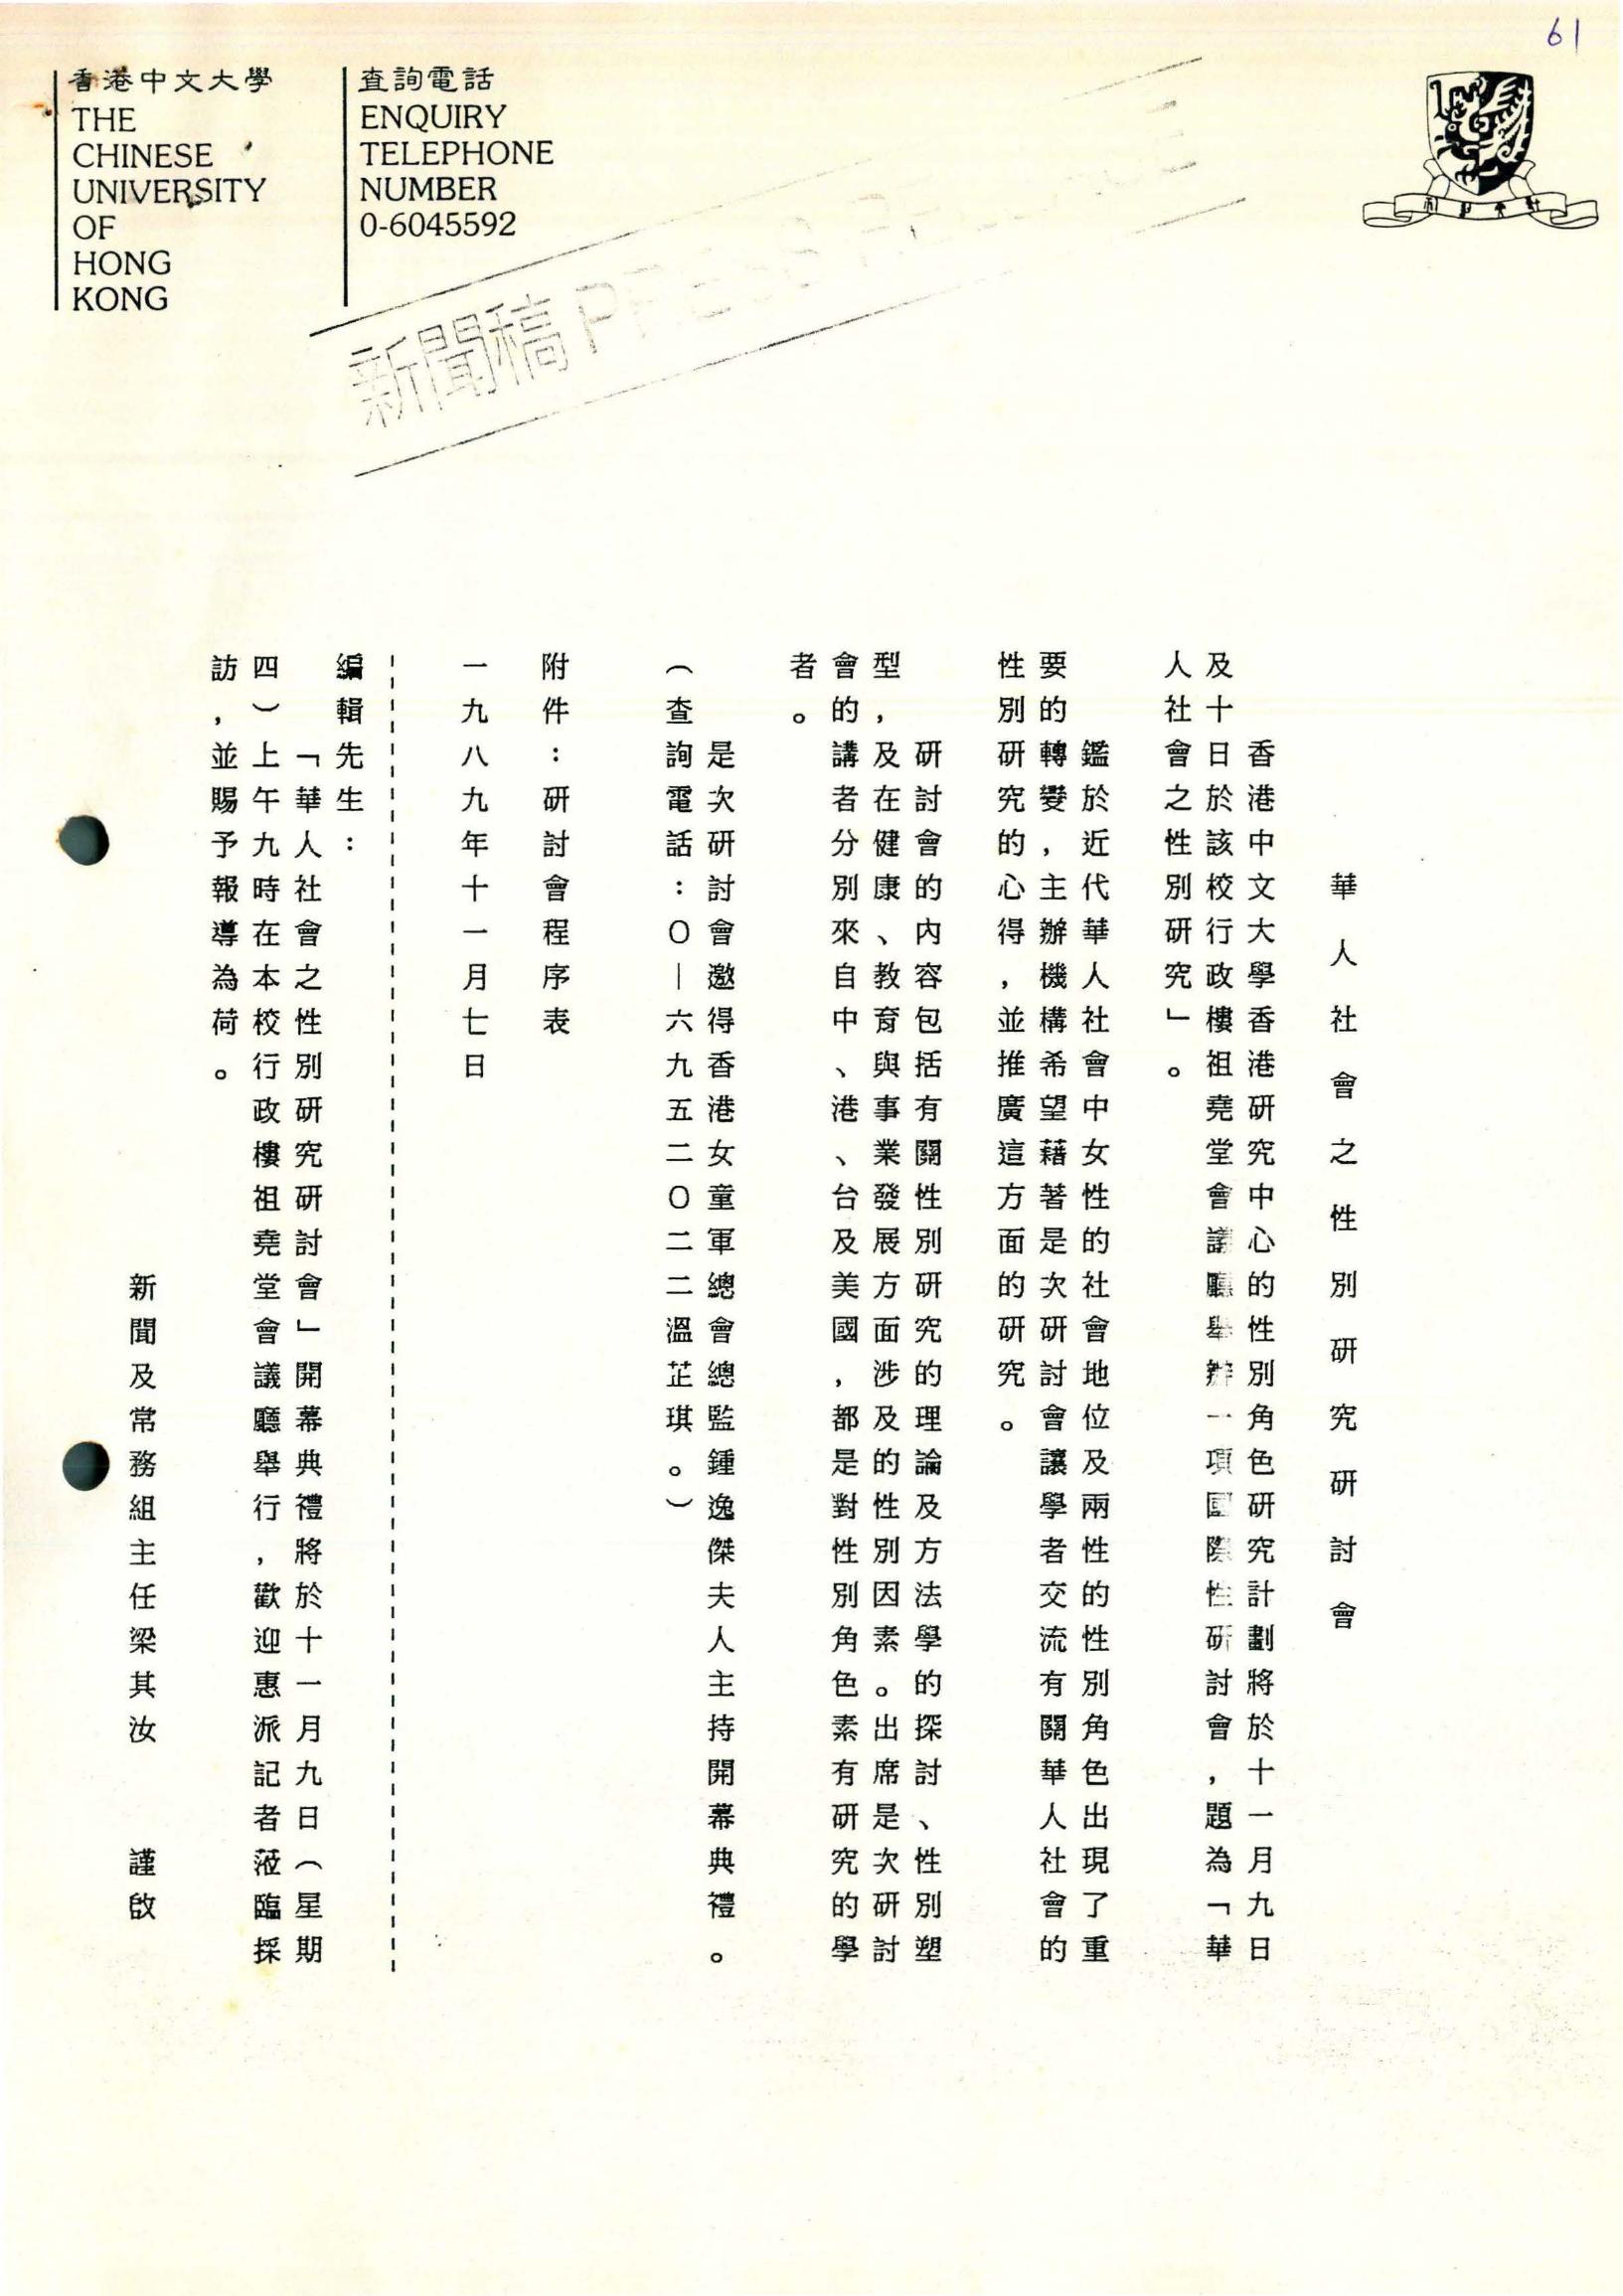 61
香港中文大學
THE
CHINESE
UNIVERSITY
OF
HONG
KONG
查詢電話
ENQUIRY
TELEPHONE
NUMBER
0-6045592
新聞稿 PRESS RELEASE
華人社會之性別研究研討會
香港中文大學香港研究中心的性別角色研究計劃將於十一月九日
及十日於該校行政樓祖堯堂會議廳舉辦一項國際性研討會，題為「華
人社會之性別研究」。
鑑於近代華人社會中女性的社會地位及兩性的性別角色出現了重
要的轉變，主辦機構希望藉著是次研討會讓學者交流有關華人社會的
性別研究的心得，並推廣這方面的研究。
研討會的內容包括有關性別研究的理論及方法學的探討、性別塑
型，及在健康、教育與事業發展方面涉及的性別因素。出席是次研討
會的講者分別來自中、港、台及美國，都是對性別角色素有研究的學
者。
是次研討會邀得香港女童軍總會總監鍾逸傑夫人主持開幕典禮。
（查詢電話：〇－六九五二〇二二溫芷琪。）
附件：研討會程序表
一九八九年十一月七日
編輯先生：
「華人社會之性別研究研討會」開幕典禮將於十一月九日（星期
四）上午九時在本校行政樓祖堯堂會議廳舉行，歡迎惠派記者蒞臨採
訪，並賜予報導為荷。
新聞及常務組主任梁其汝 謹啟